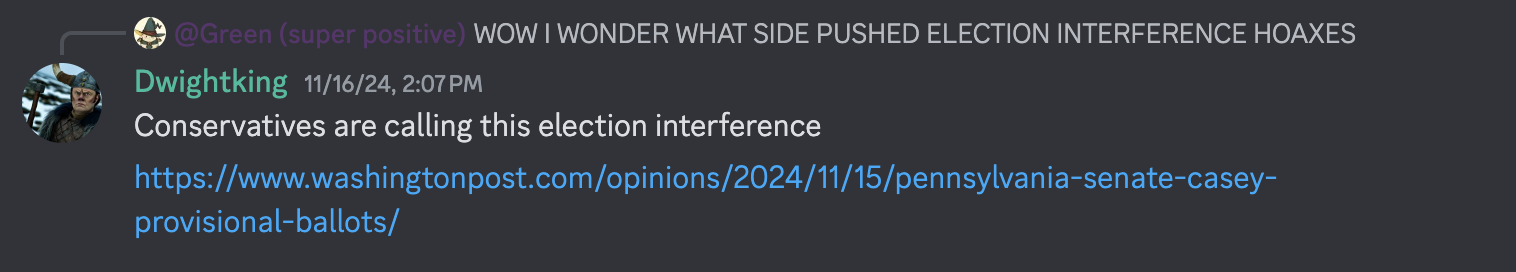 @Green (super positive) WOW I WONDER WHAT SIDE PUSHED ELECTION INTERFERENCE HOAXES
Dwightking 11/16/24, 2:07 PM
Conservatives are calling this election interference
https://www.washingtonpost.com/opinions/2024/11/15/pennsylvania-senate-casey-
provisional-ballots/